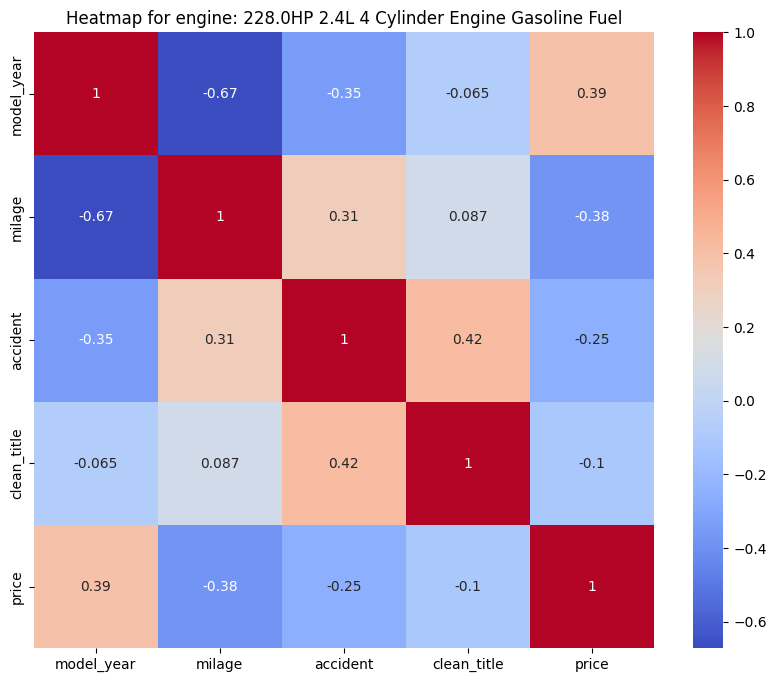 Heatmap for engine: 228.0HP 2.4L 4 Cylinder Engine Gasoline Fuel
model_year 1 -0.67 -0.35 -0.065 0.39
milage -0.67 1 0.31 0.087 -0.38
accident -0.35 0.31 1 0.42 -0.25
clean_title -0.065 0.087 0.42 1 -0.1
price 0.39 -0.38 -0.25 -0.1 1
model_year milage accident clean_title price
1.0
0.8
0.6
0.4
0.2
0.0
−0.2
−0.4
−0.6